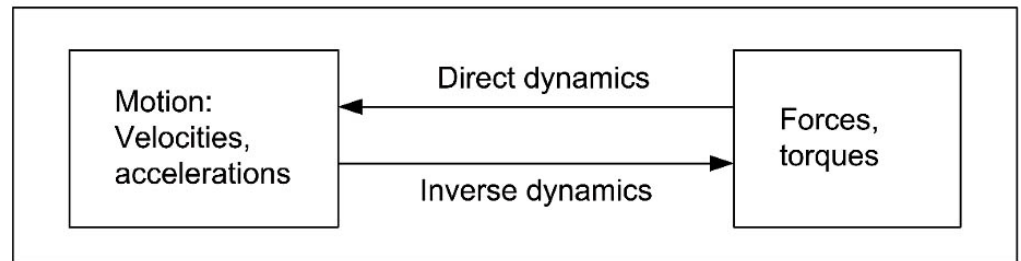 Direct dynamics
Motion:
Velocities,
accelerations
Forces,
torques
Inverse dynamics